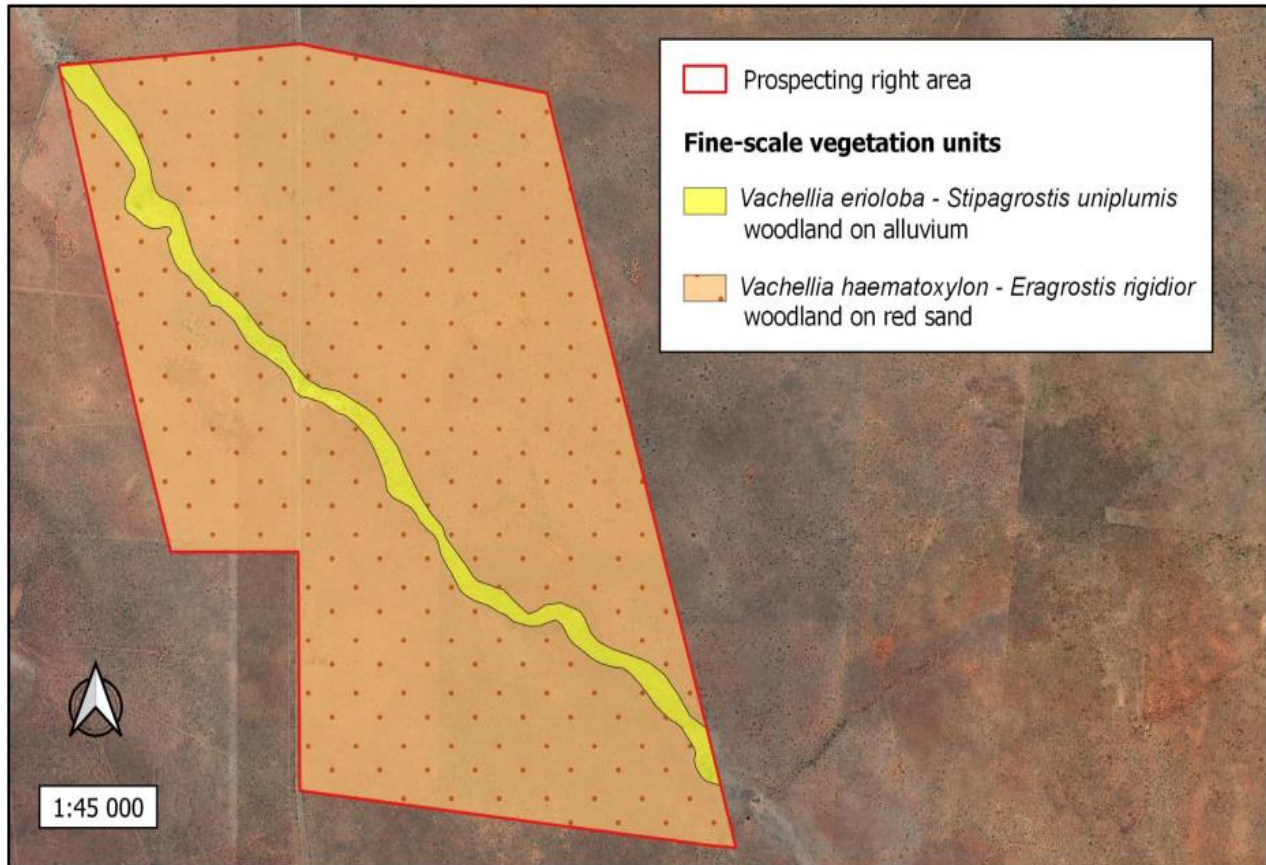 Prospecting right area
Fine-scale vegetation units
Vachellia erioloba - Stipagrostis uniplumis
woodland on alluvium
Vachellia haematoxylon - Eragrostis rigidior
woodland on red sand
1:45 000